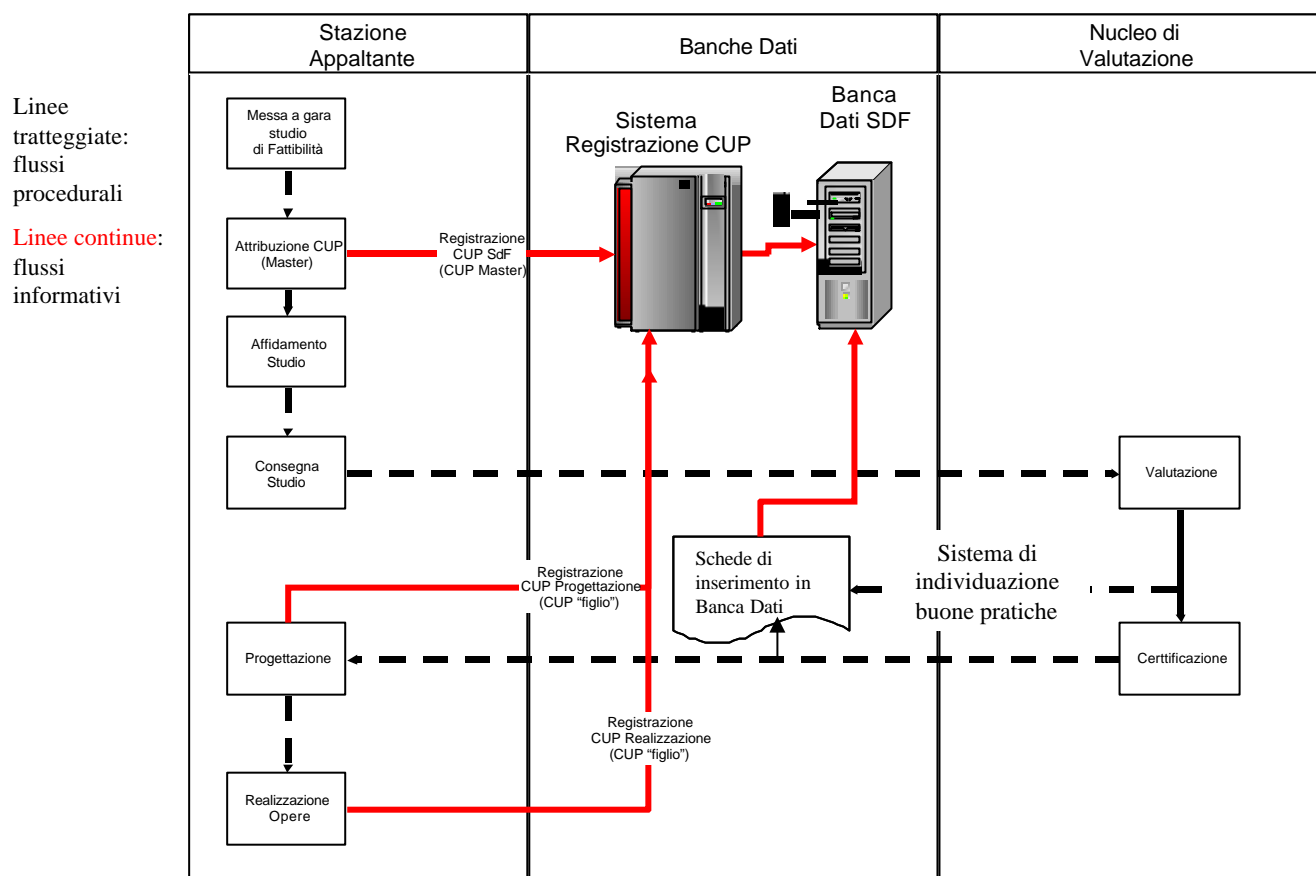 Stazione
Appaltante
Banche Dati
Nucleo di
Valutazione
Linee
tratteggiate:
flussi
procedurali
Linee continue:
flussi
informativi
Messa a gara
studio
di Fattibilità
Sistema
Registrazione CUP
Banca
Dati SDF
Attribuzione CUP
(Master)
Registrazione
CUP SdF
(CUP Master)
Affidamento
Studio
Consegna
Studio
Valutazione
Schede di
inserimento in
Banca Dati
Sistema di
individuazione
buone pratiche
Registrazione
CUP Progettazione
(CUP “figlio”)
Progettazione
Certtificazione
Registrazione
CUP Realizzazione
(CUP “figlio”)
Realizzazione
Opere